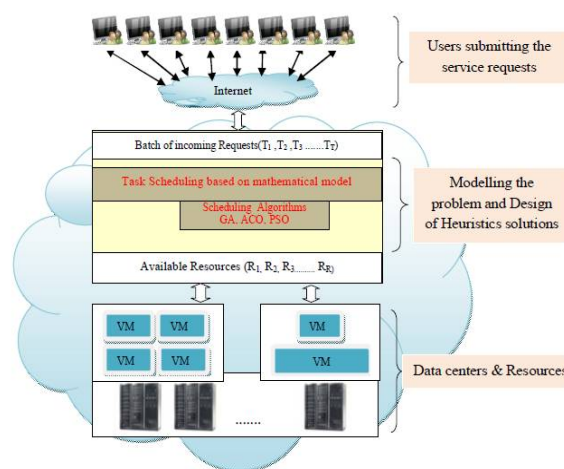 Users submitting the
service requests
Internet
Batch of incoming Requests(T1 ,T2 ,T3 .......TT)
Task Scheduling based on mathematical model
Scheduling Algorithms
GA, ACO, PSO
Modelling the
problem and Design
of Heuristics solutions
Available Resources (R1, R2, R3......... RR)
VM
VM
VM
VM
VM
VM
Data centers & Resources
.......